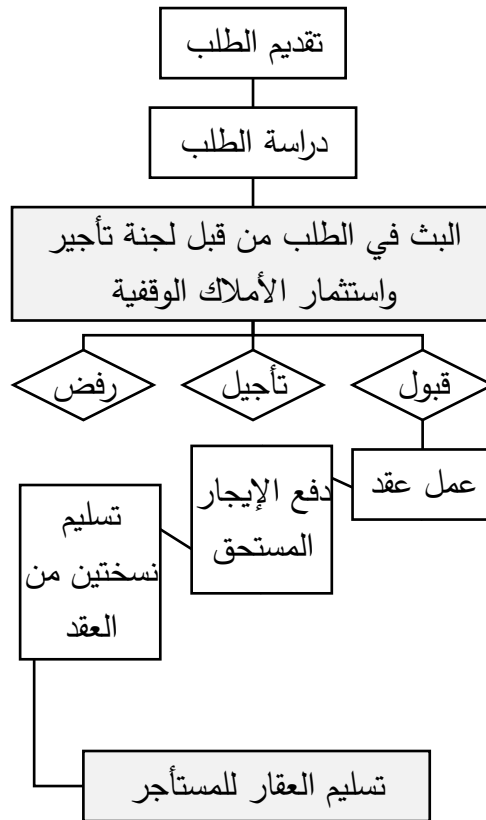 تقديم الطلب
دراسة الطلب
البث في الطلب من قبل لجنة تأجير
واستثمار الأملاك الوقفية
قبول
تأجيل
رفض
عمل عقد
دفع الإيجار
المستحق
تسليم
نسختين من
العقد
تسليم العقار للمستأجر